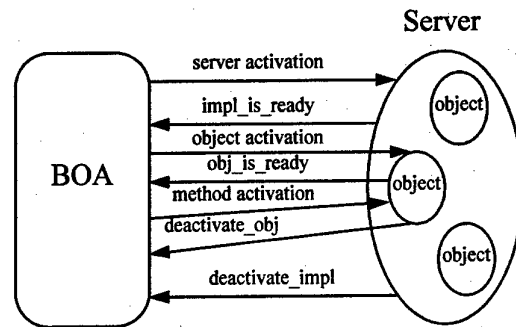 Server
server activation
object
impl_is_ready
object activation
obj_is_ready
BOA
object
method activation
deactivate_obj
object
deactivate_impl